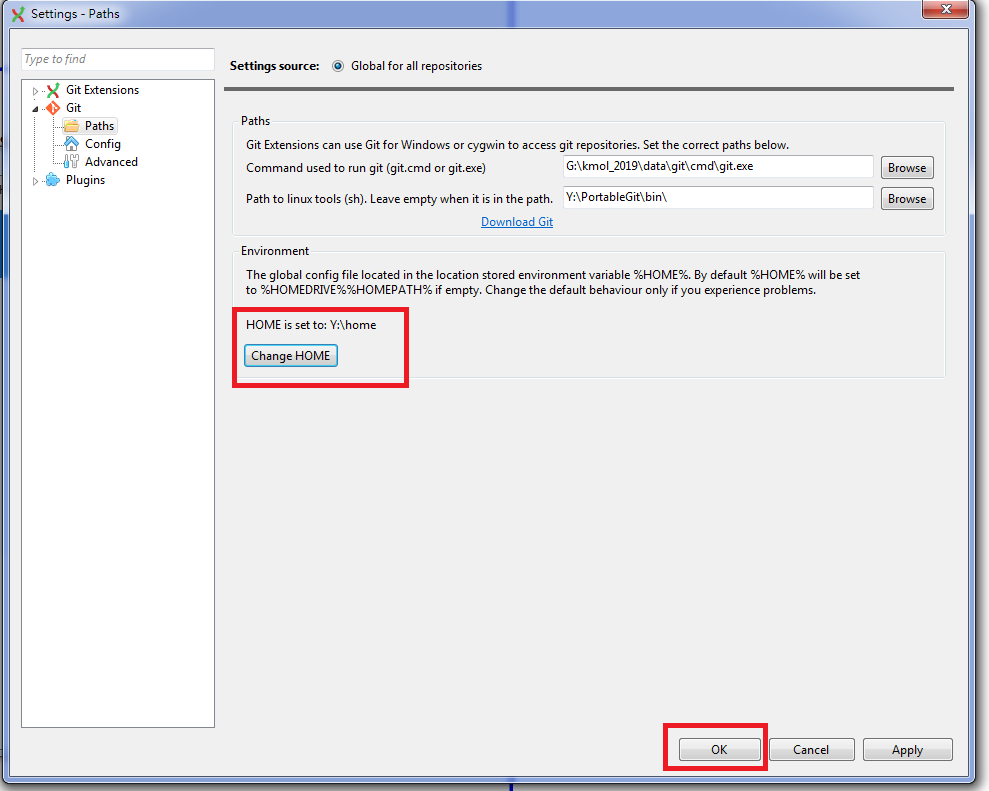 Settings - Paths
Type to find
Git Extensions
Git
Paths
Config
Advanced
Plugins
Settings source: Global for all repositories
Paths
Git Extensions can use Git for Windows or cygwin to access git repositories. Set the correct paths below.
Command used to run git (git.cmd or git.exe) G:\kmol_2019\data\git\cmd\git.exe Browse
Path to linux tools (sh). Leave empty when it is in the path. Y:\PortableGit\bin\ Browse
Download Git
Environment
The global config file located in the location stored environment variable %HOME%. By default %HOME% will be set
to %HOMEDRIVE%%HOMEPATH% if empty. Change the default behaviour only if you experience problems.
HOME is set to: Y:\home
Change HOME
OK Cancel Apply